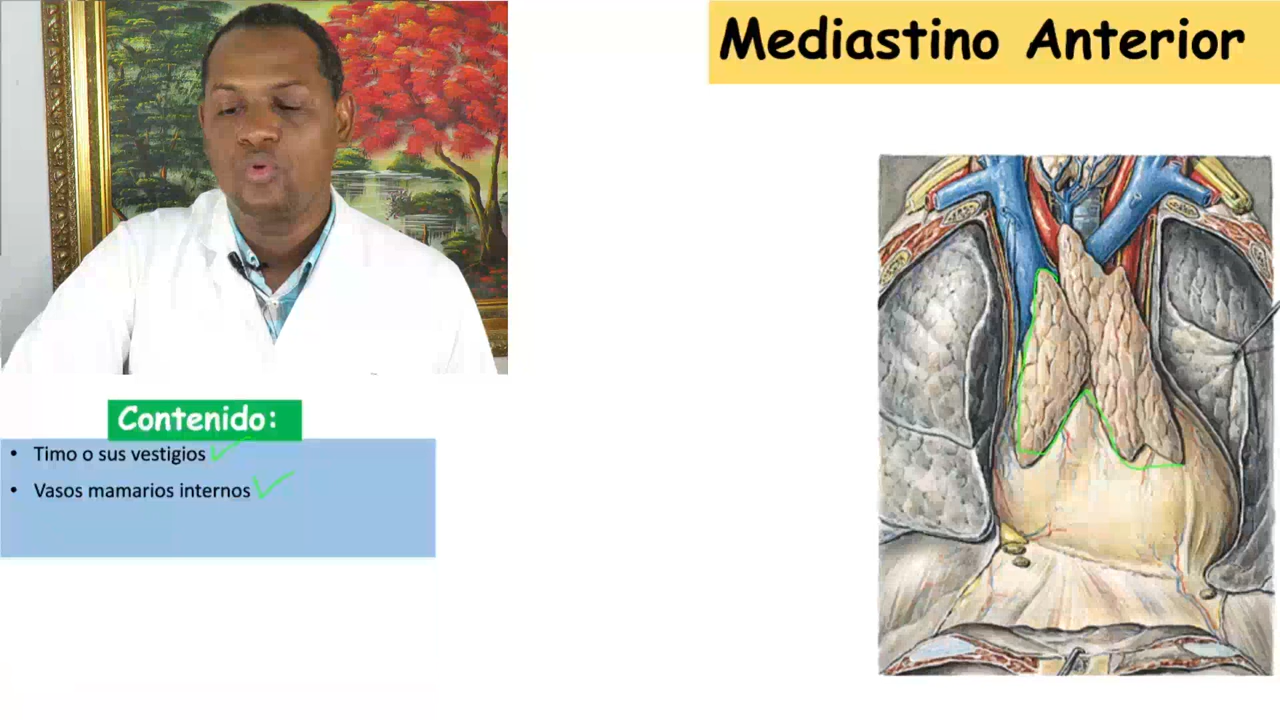 Mediastino Anterior
Contenido:
• Timo o sus vestigios
• Vasos mamarios internos